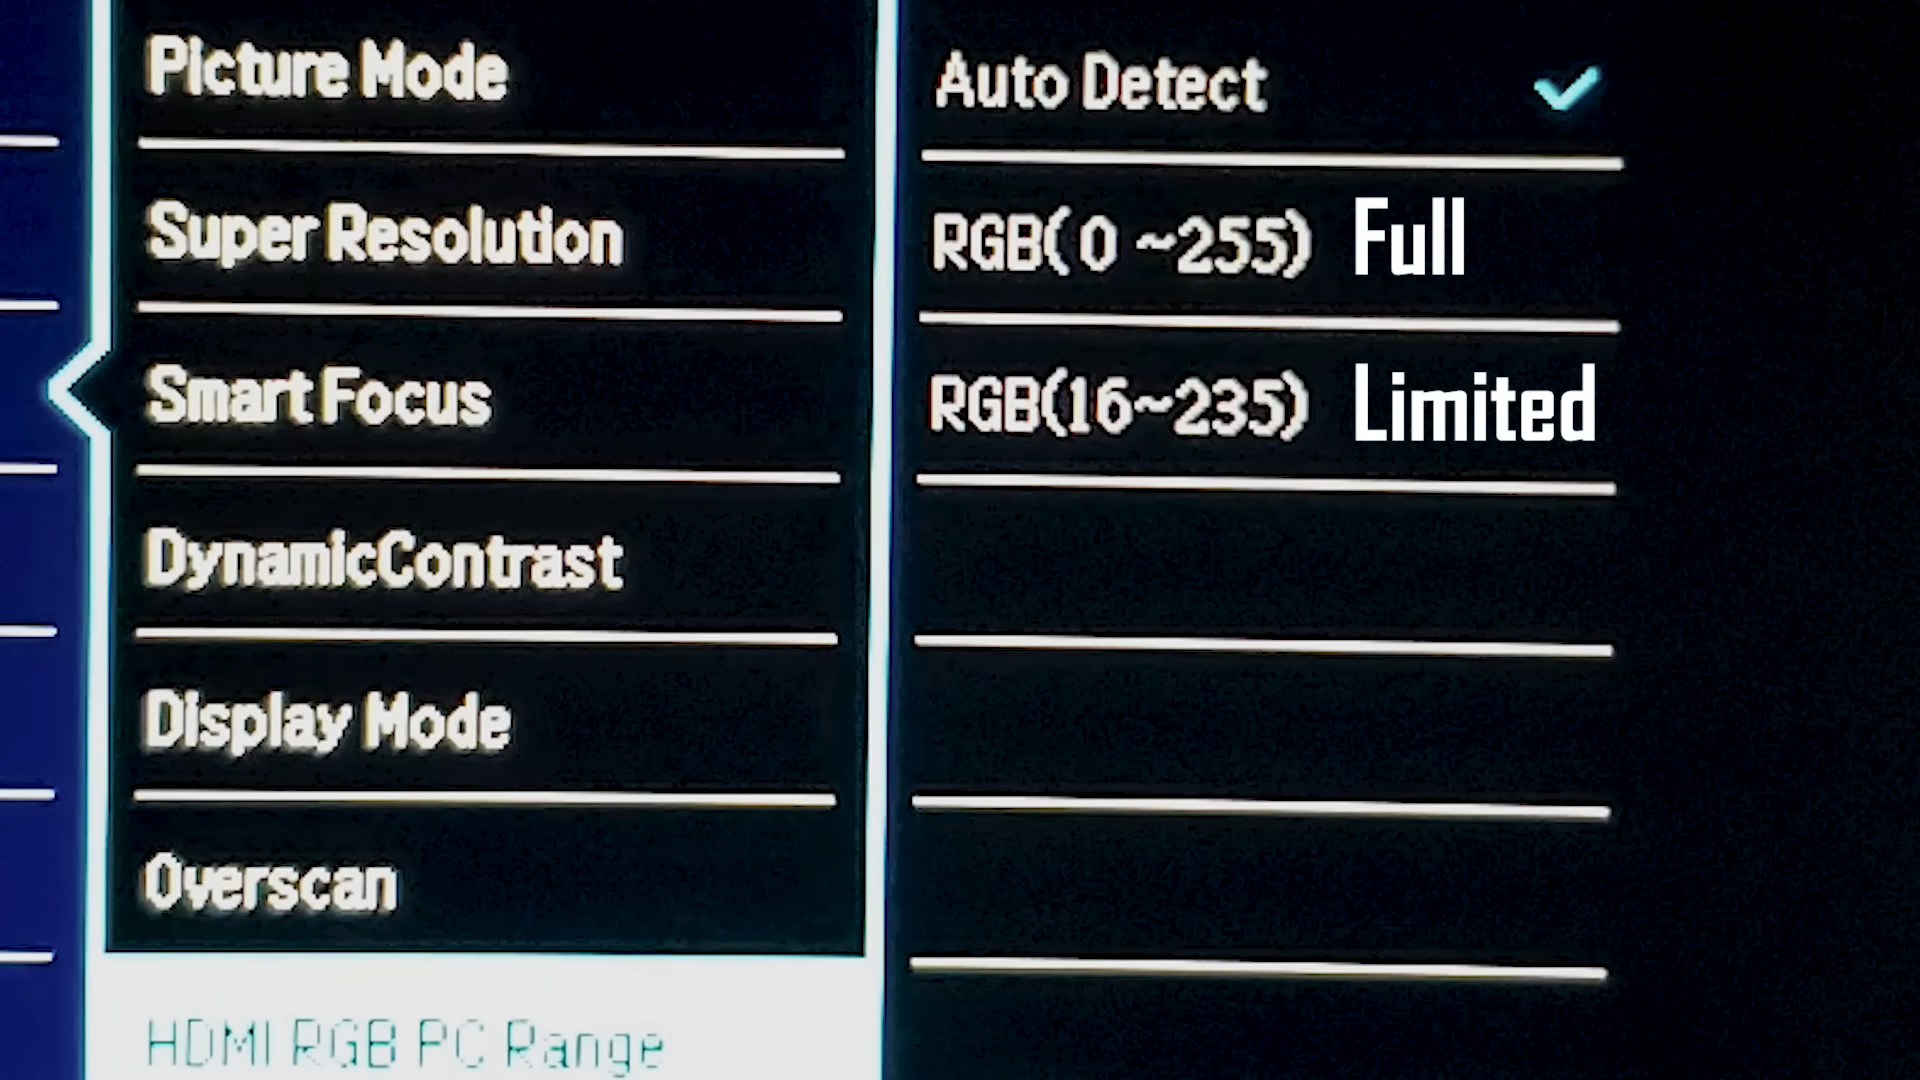 Picture Mode
Super Resolution
Smart Focus
DynamicContrast
Display Mode
Overscan
HDMI RGB PC Range
Auto Detect
RGB( 0 ~255) Full
RGB(16~235) Limited